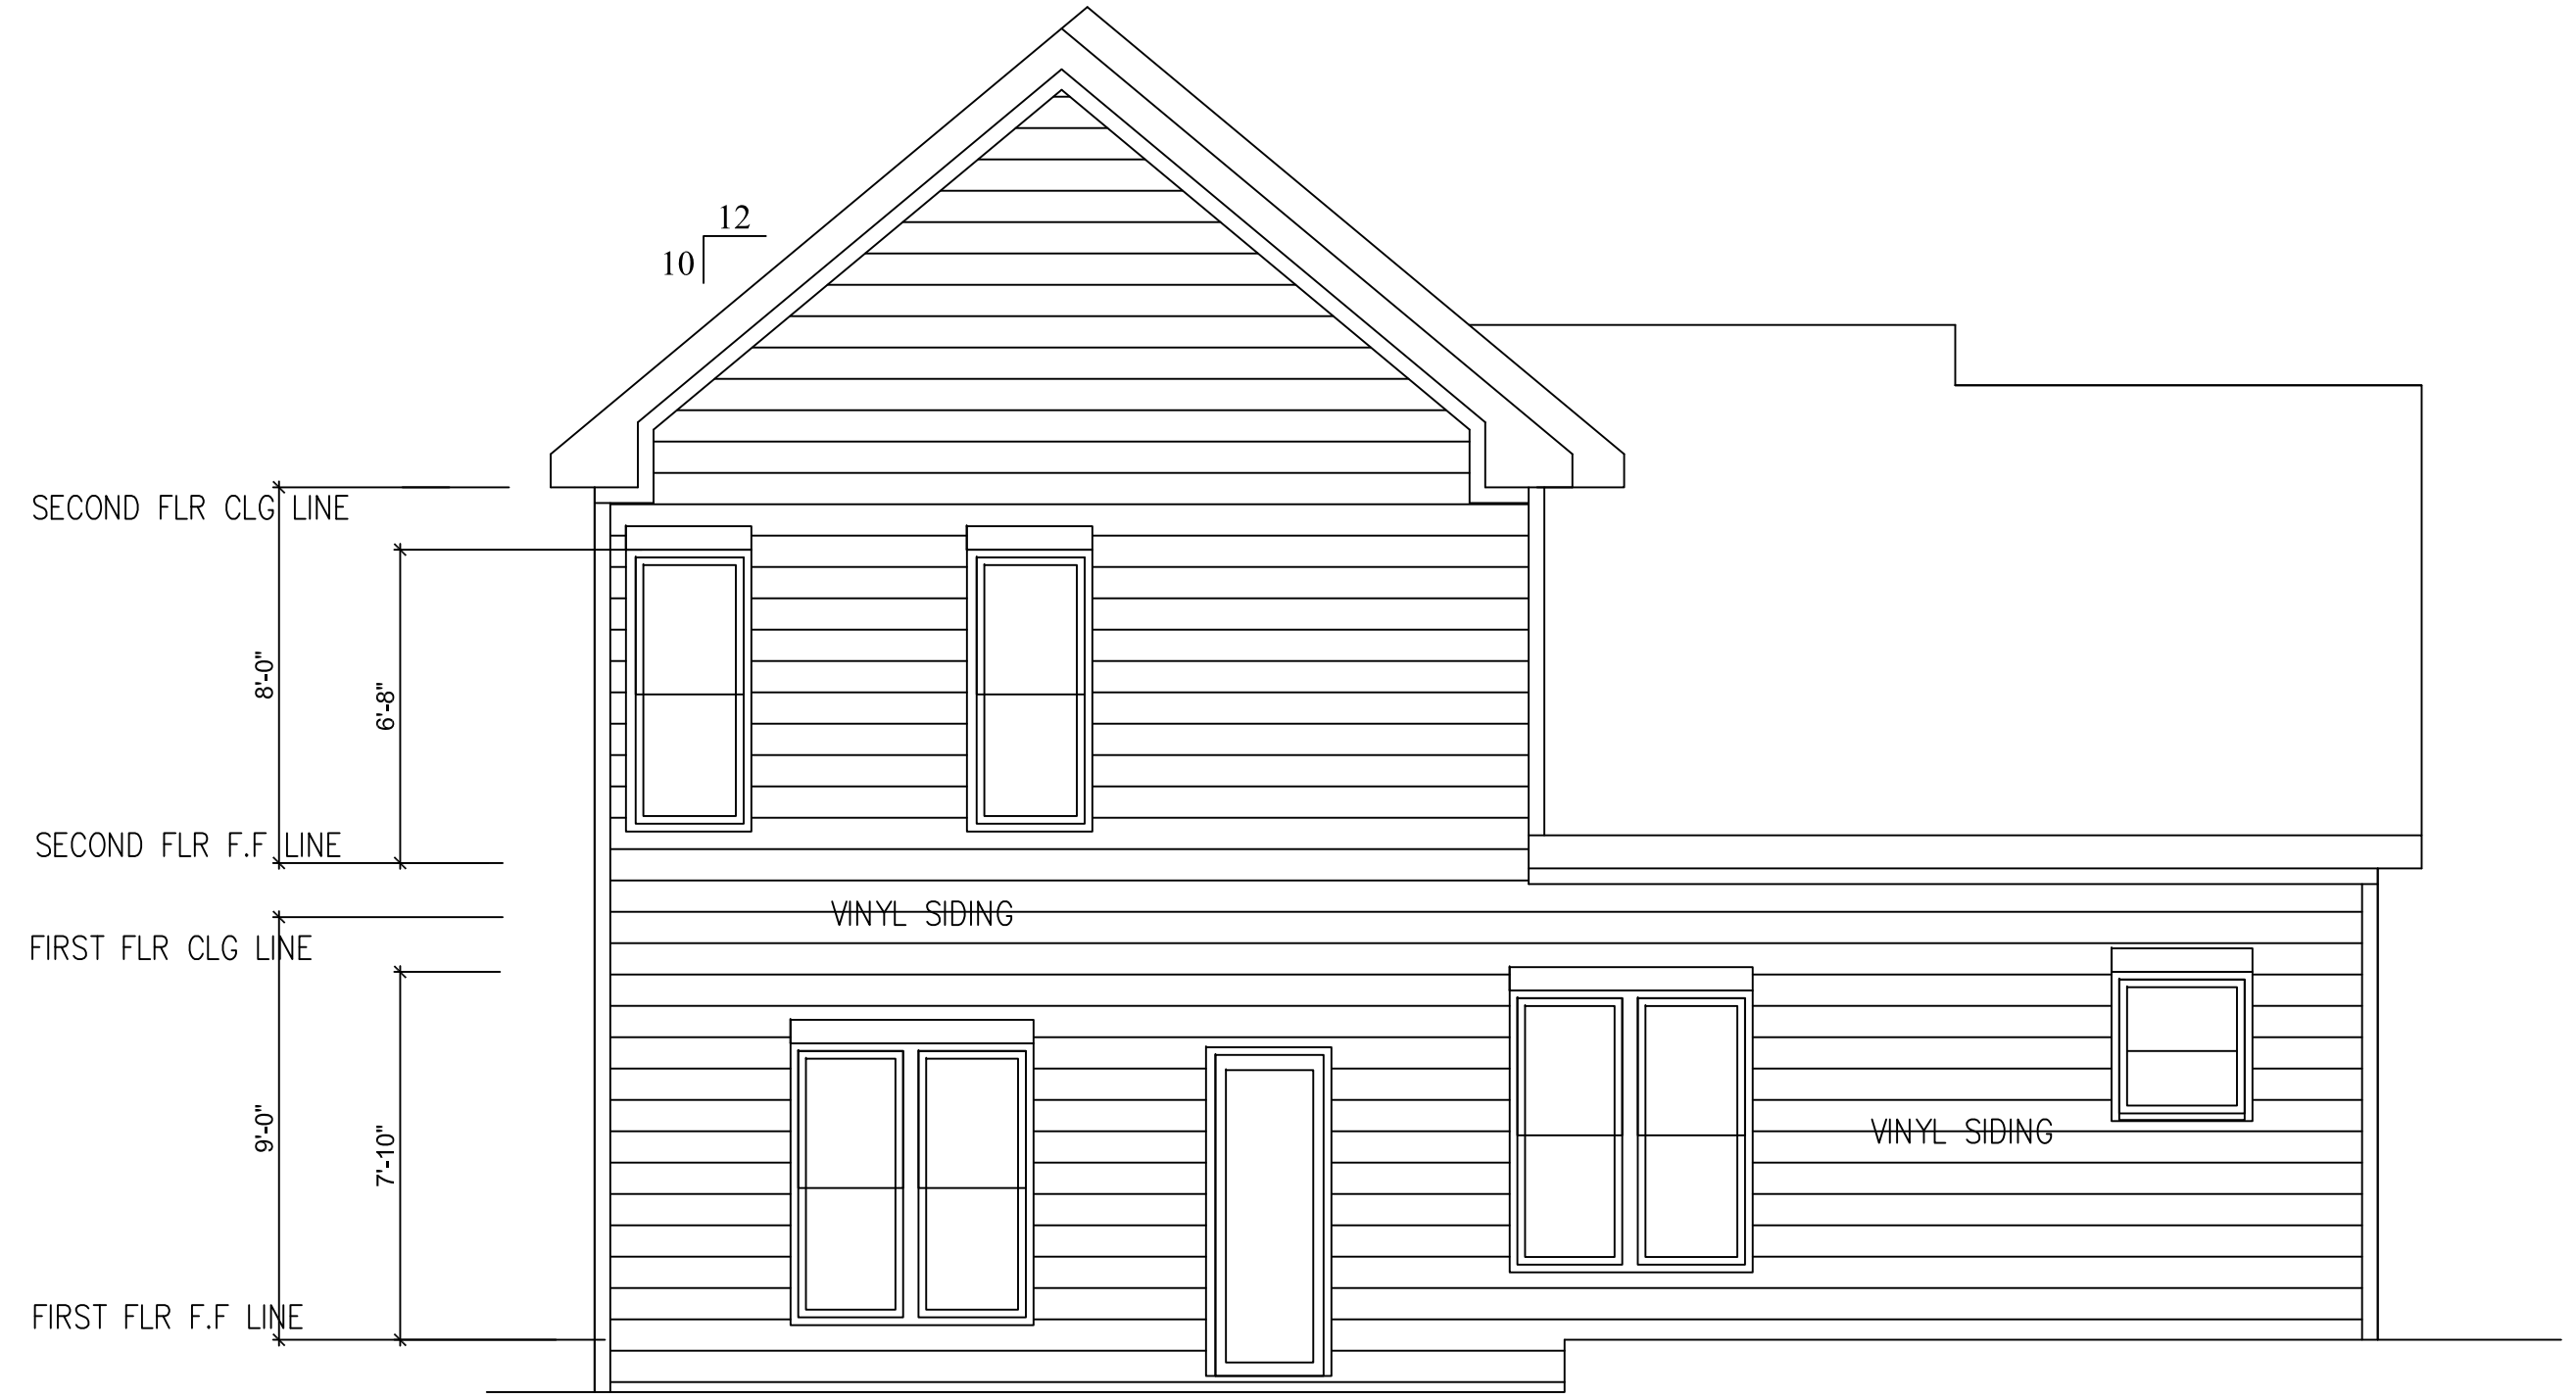 12
10
SECOND FLR CLG LINE
8'-0"
6'-8"
SECOND FLR F.F LINE
VINYL SIDING
FIRST FLR CLG LINE
9'-0"
7'-10"
VINYL SIDING
FIRST FLR F.F LINE